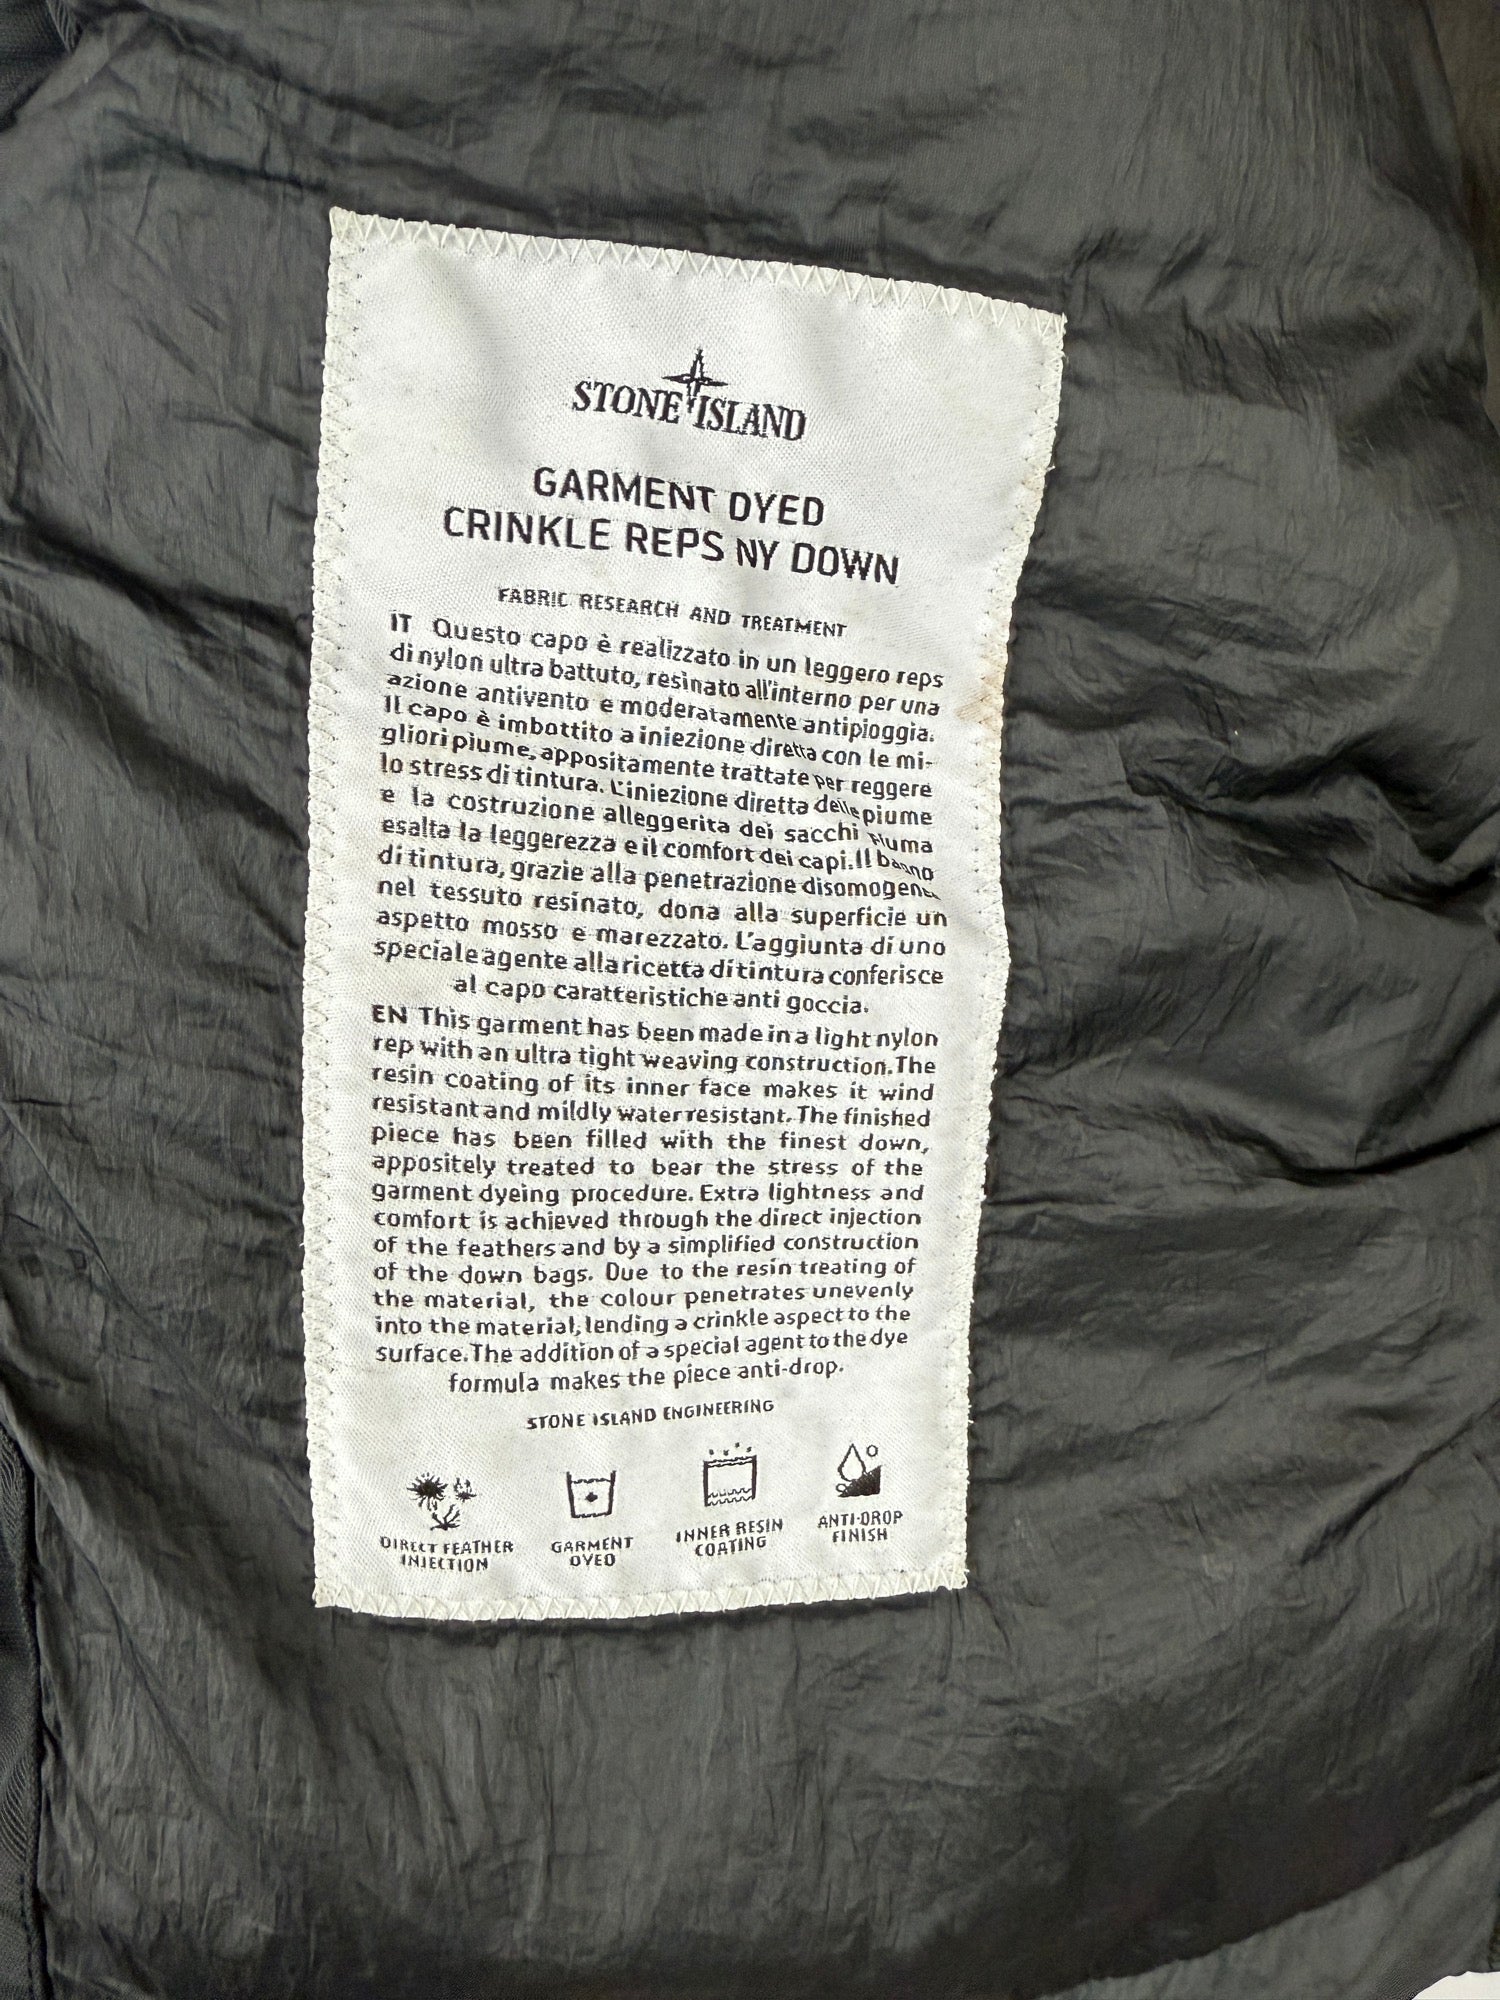 STONE ISLAND
GARMENT DYED
CRINKLE REPS NY DOWN
FABRIC RESEARCH AND TREATMENT
IT Questo capo è realizzato in un leggero reps
di nylon ultra battuto, resinato all'interno per una
azione antivento e moderatamente antipioggia.
Il capo è imbottito a iniezione diretta con le mi-
gliori piume, appositamente trattate per reggere
lo stress di tintura. L'iniezione diretta delle piume
e la costruzione alleggerita dei sacchi piuma
esalta la leggerezza e il comfort dei capi. Il bagno
di tintura, grazie alla penetrazione disomogenea
nel tessuto resinato, dona alla superficie un
aspetto mosso e marezzato. L'aggiunta di uno
speciale agente alla ricetta di tintura conferisce
al capo caratteristiche anti goccia.
EN This garment has been made in a light nylon
rep with an ultra tight weaving construction. The
resin coating of its inner face makes it wind
resistant and mildly water resistant. The finished
piece has been filled with the finest down,
appositely treated to bear the stress of the
garment dyeing procedure. Extra lightness and
comfort is achieved through the direct injection
of the feathers and by a simplified construction
of the down bags. Due to the resin treating of
the material, the colour penetrates unevenly
into the material, lending a crinkle aspect to the
surface. The addition of a special agent to the dye
formula makes the piece anti-drop.
STONE ISLAND ENGINEERING
DIRECT FEATHER
INJECTION
GARMENT
DYED
INNER RESIN
COATING
ANTI-DROP
FINISH